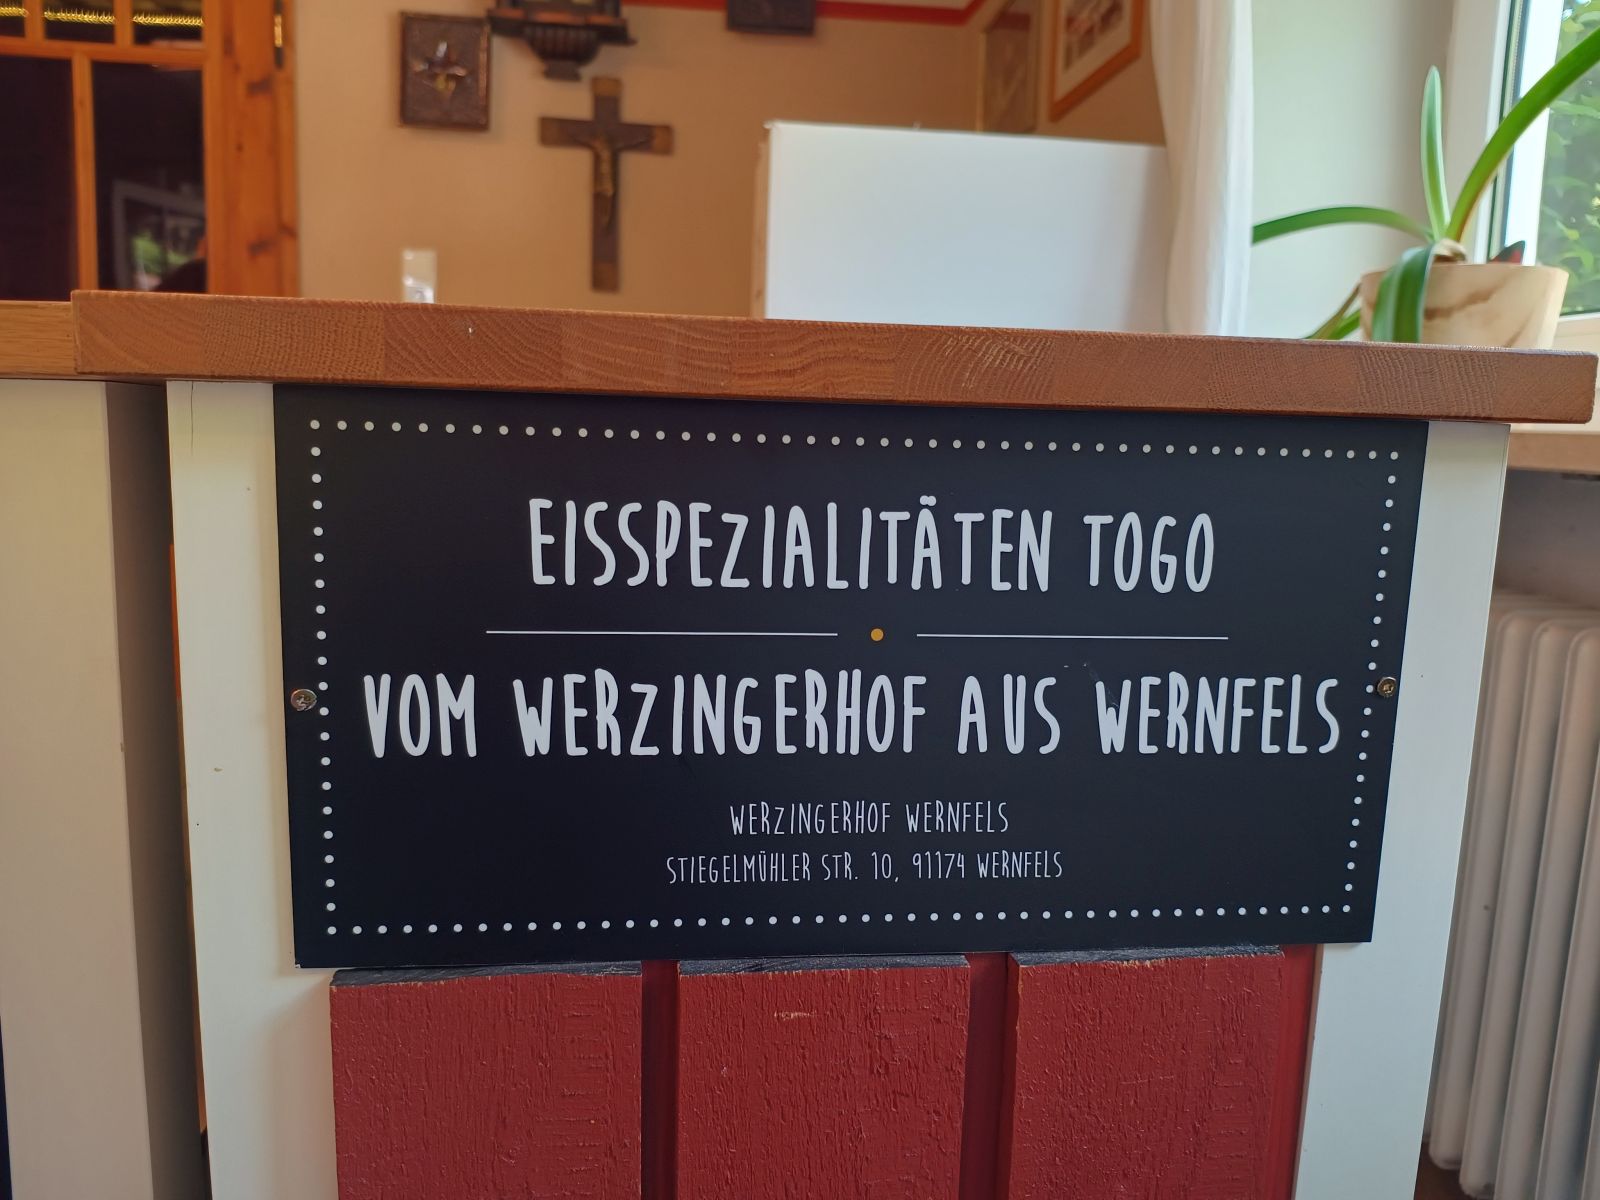 EISSPEZIALITÄTEN TOGO
VOM WERZINGERHOF AUS WERNFELS
WERZINGERHOF WERNFELS
STIEGELMÜHLER STR. 10, 91174 WERNFELS